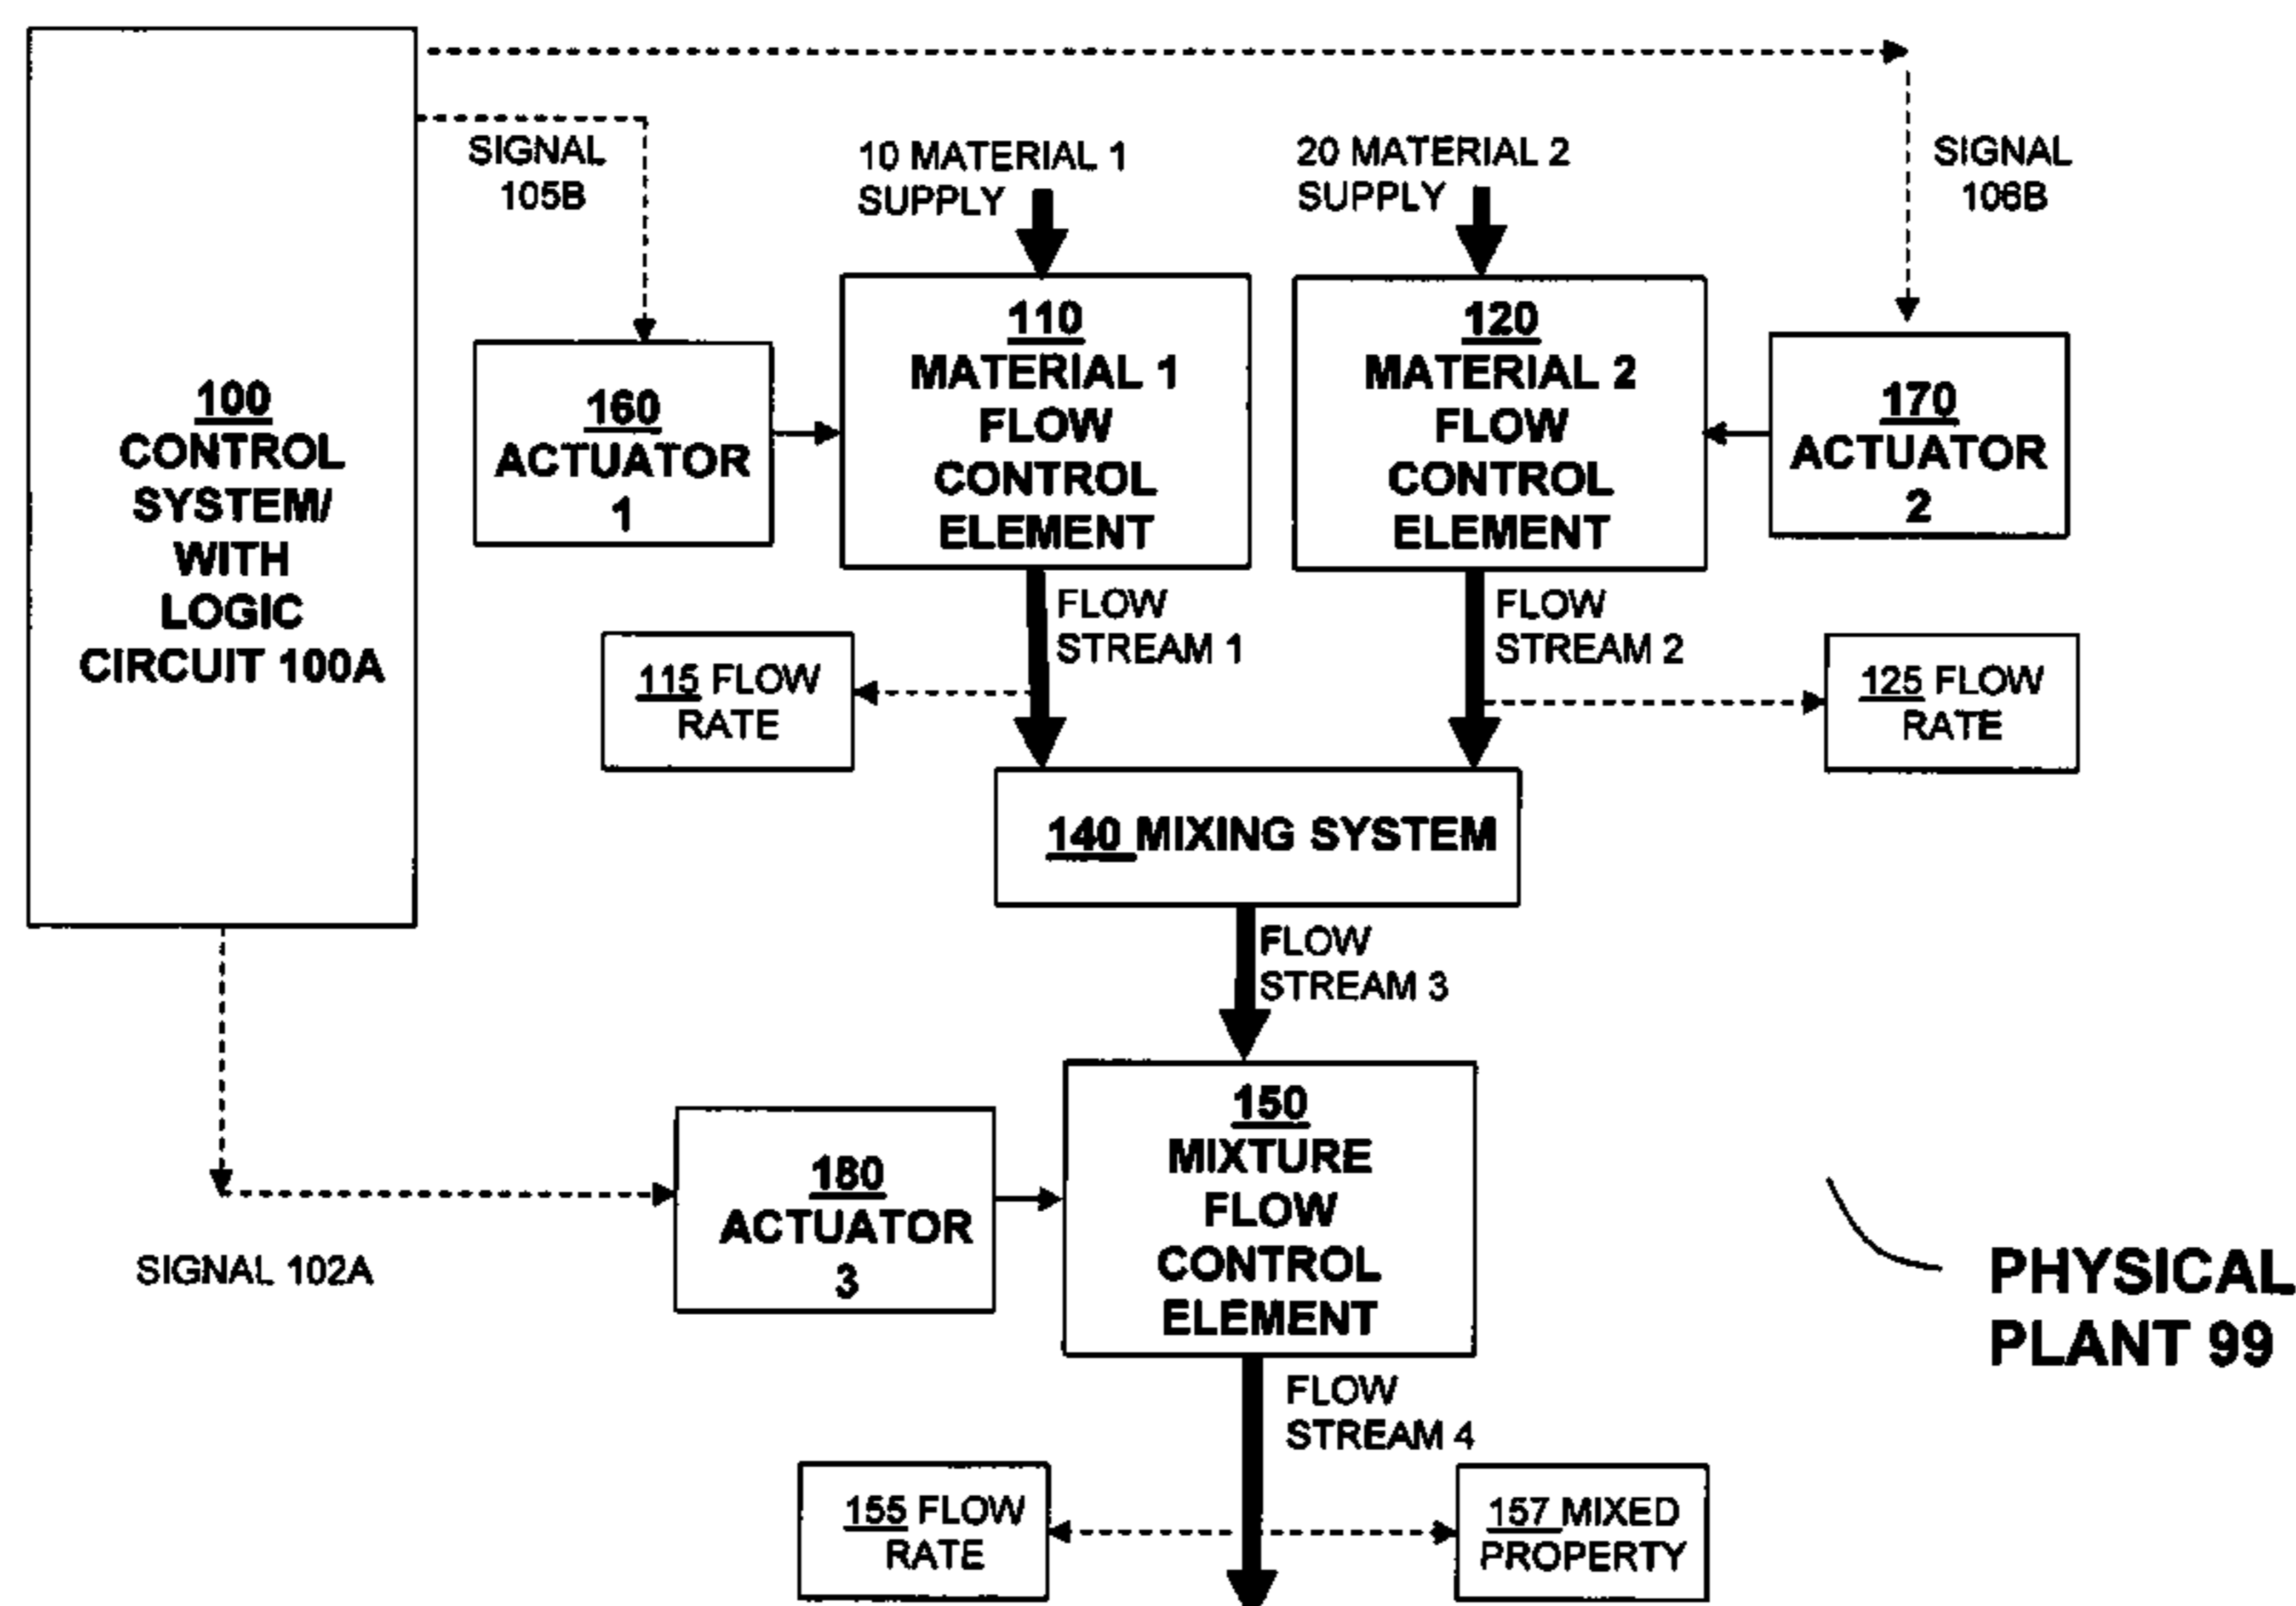 100
CONTROL
SYSTEM/
WITH
LOGIC
CIRCUIT 100A
SIGNAL
105B
10 MATERIAL 1
SUPPLY
20 MATERIAL 2
SUPPLY
SIGNAL
106B
160
ACTUATOR
1
110
MATERIAL 1
FLOW
CONTROL
ELEMENT
120
MATERIAL 2
FLOW
CONTROL
ELEMENT
170
ACTUATOR
2
FLOW
STREAM 1
FLOW
STREAM 2
115 FLOW
RATE
125 FLOW
RATE
140 MIXING SYSTEM
FLOW
STREAM 3
SIGNAL 102A
180
ACTUATOR
3
150
MIXTURE
FLOW
CONTROL
ELEMENT
PHYSICAL
PLANT 99
FLOW
STREAM 4
155 FLOW
RATE
157 MIXED
PROPERTY